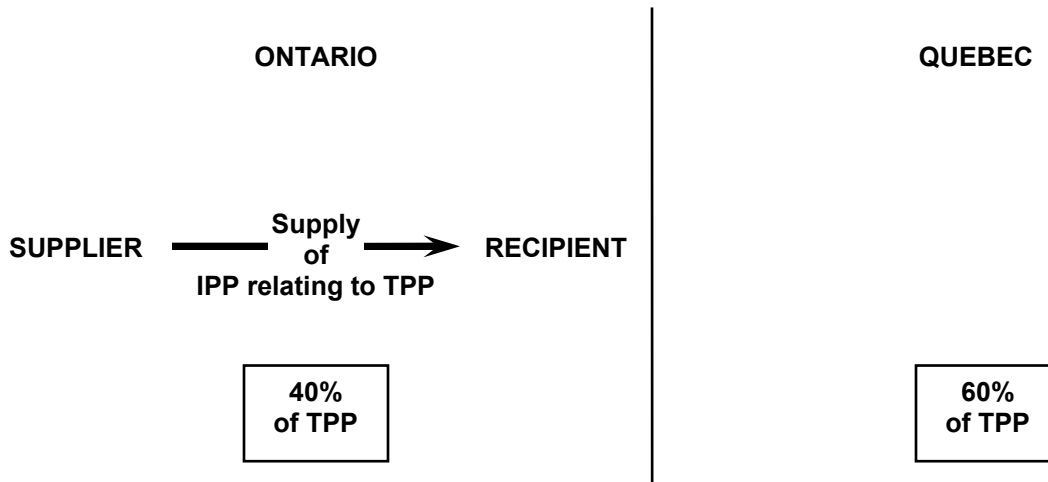 ONTARIO
QUEBEC
Supply
SUPPLIER
of
RECIPIENT
IPP relating to TPP
40%
of TPP
60%
of TPP